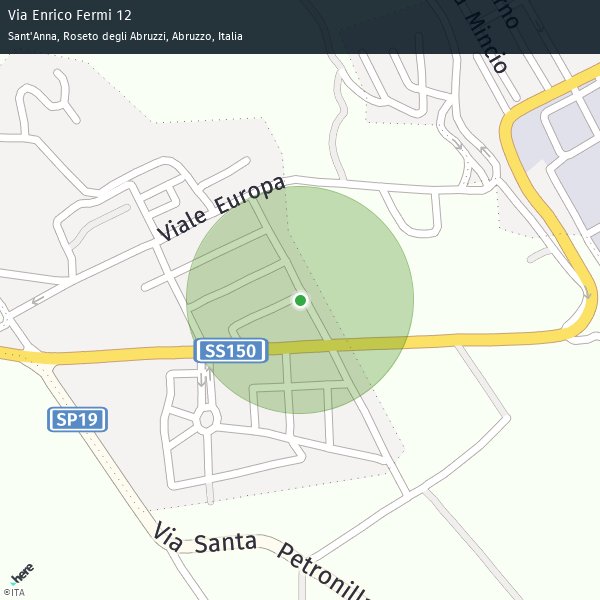 Via Enrico Fermi 12
Sant'Anna, Roseto degli Abruzzi, Abruzzo, Italia
Mincio
Viale Europa
SS150
SP19
Via Santa Petronilla
here
©ITA